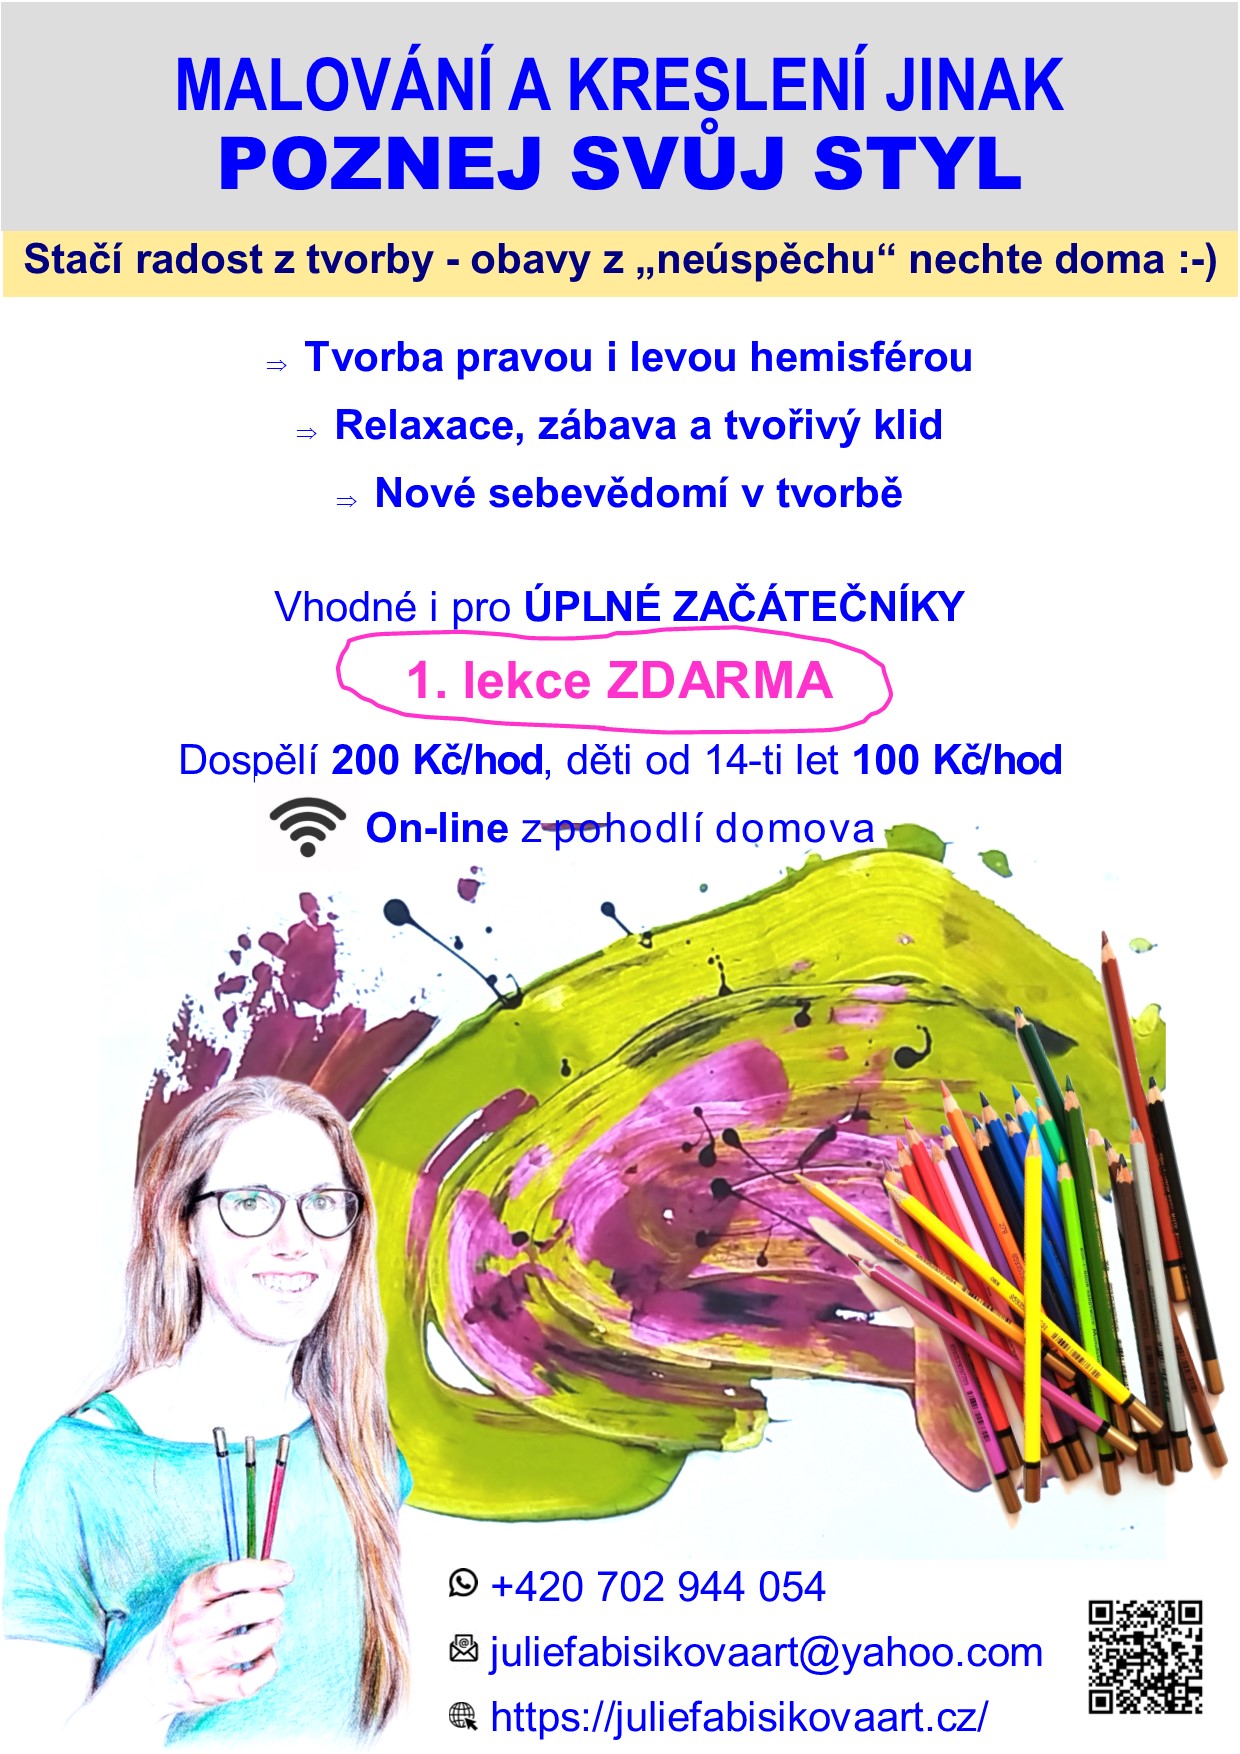 MALOVÁNÍ A KRESLENÍ JINAK
POZNEJ SVŮJ STYL
Stačí radost z tvorby - obavy z „neúspěchu“ nechte doma :-)
⇒ Tvorba pravou i levou hemisférou
⇒ Relaxace, zábava a tvořivý klid
⇒ Nové sebevědomí v tvorbě
Vhodné i pro ÚPLNÉ ZAČÁTEČNÍKY
1. lekce ZDARMA
Dospělí 200 Kč/hod, děti od 14-ti let 100 Kč/hod
On-line z pohodlí domova
+420 702 944 054
juliefabisikovaart@yahoo.com
https://juliefabisikovaart.cz/